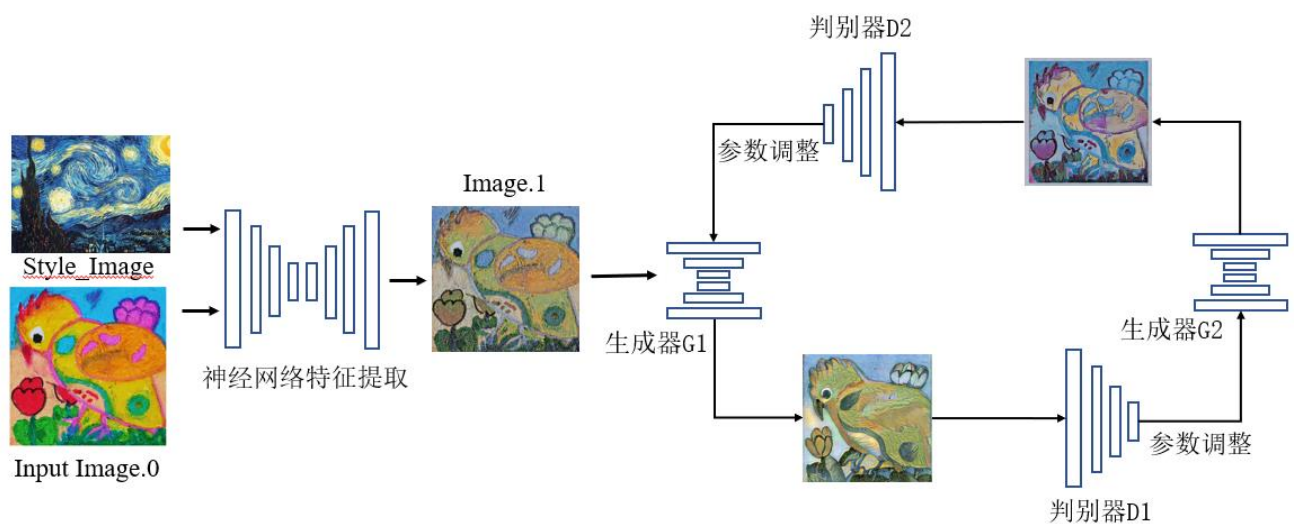 判别器D2
参数调整
Image.1
Style_Image
生成器G1
生成器G2
神经网络特征提取
参数调整
Input Image.0
判别器D1